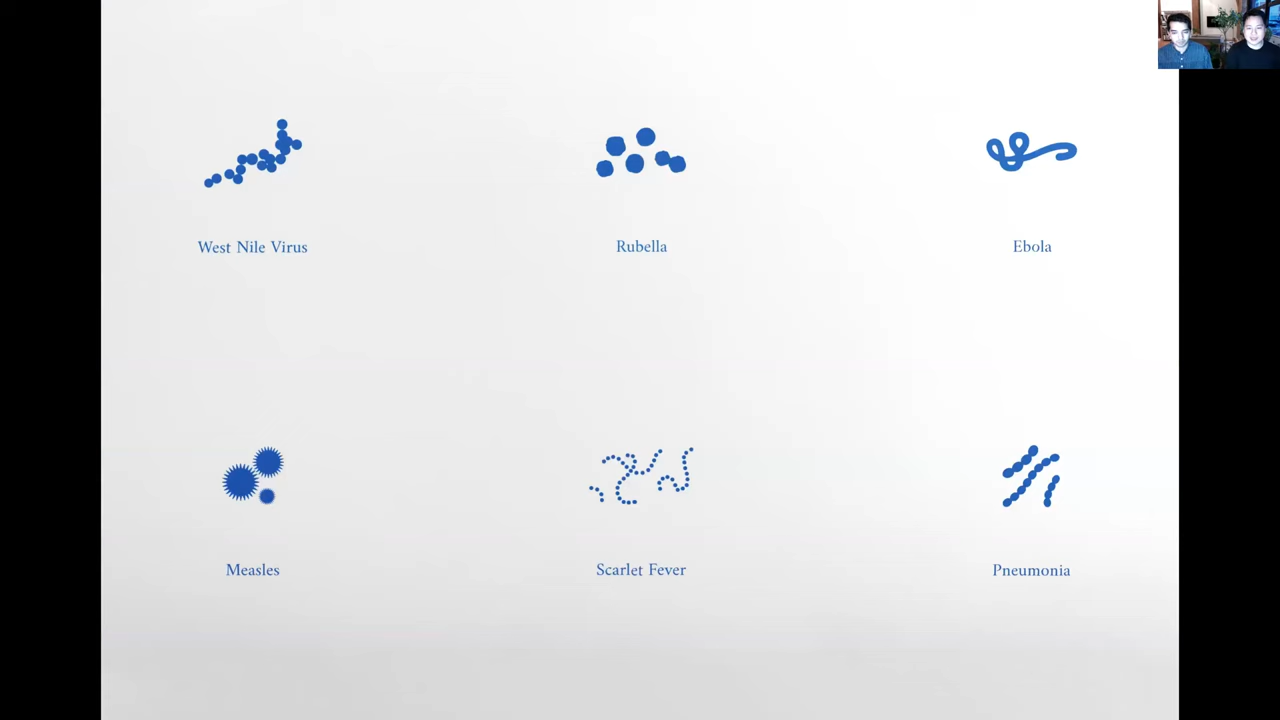 West Nile Virus
Rubella
Ebola
Measles
Scarlet Fever
Pneumonia